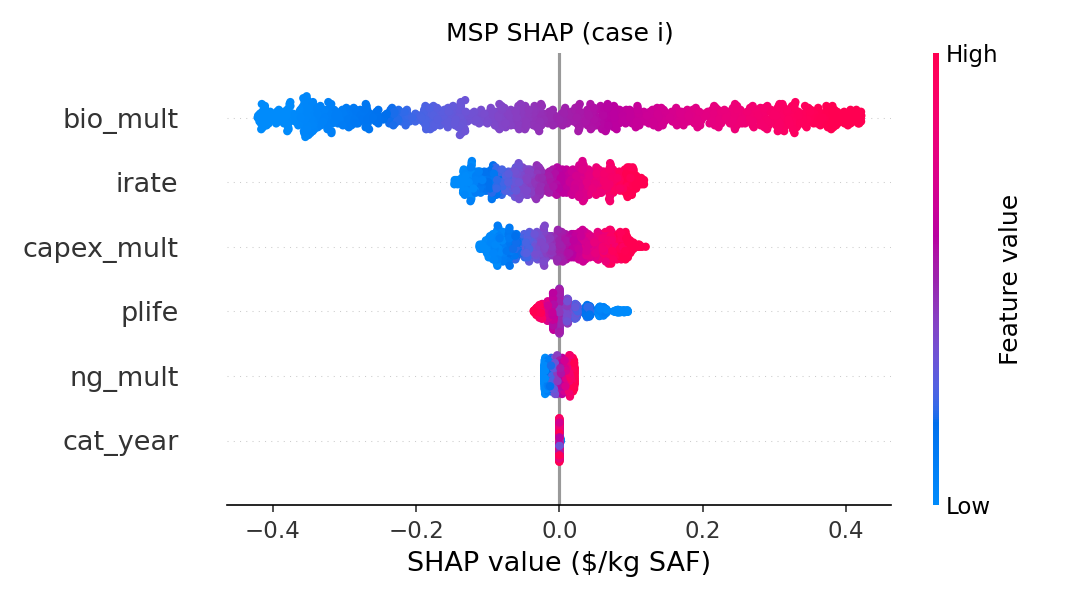 MSP SHAP (case i)
High
bio_mult
irate
capex_mult
plife
ng_mult
cat_year
Feature value
Low
−0.4 −0.2 0.0 0.2 0.4
SHAP value ($/kg SAF)